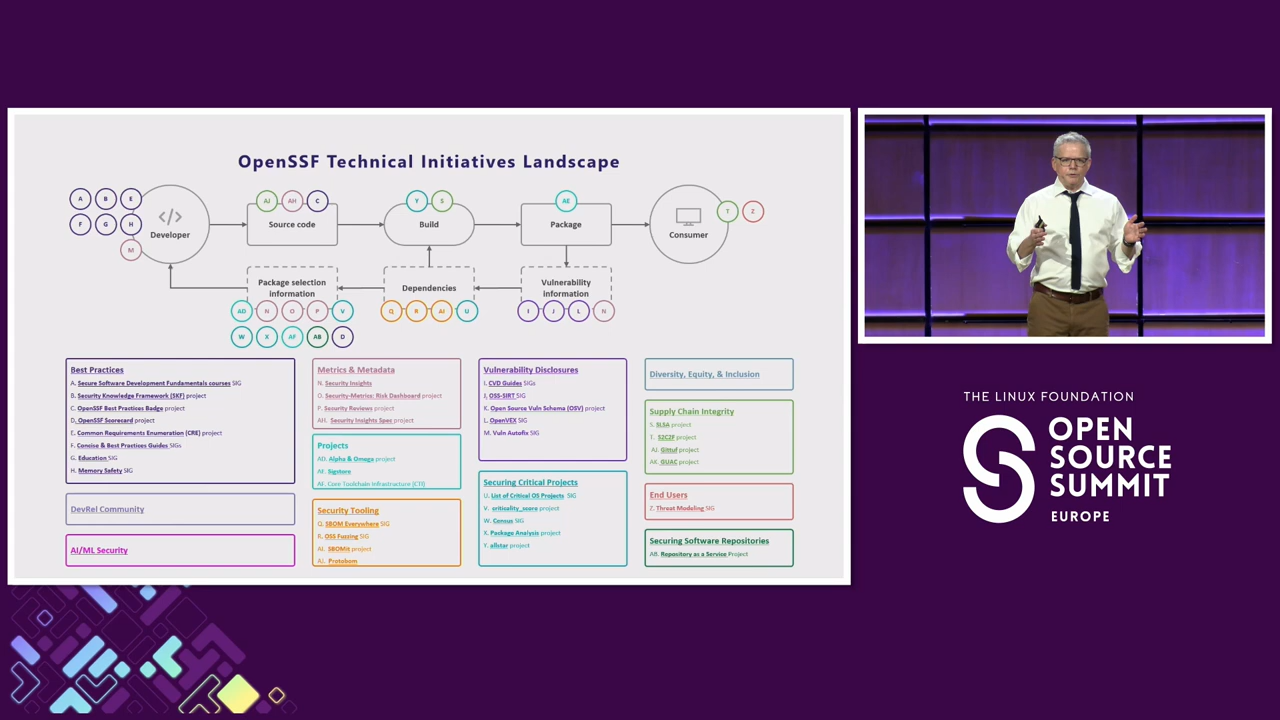 OpenSSF Technical Initiatives Landscape
A B E
F G H
M
</>
Developer
AJ AH C
Source code
Y S
Build
AE
Package
Consumer
T Z
Package selection
information
Dependencies
Vulnerability
information
AD N O P V
W X AF AB D
Q R AI U
I J L N
Best Practices
A. Secure Software Development Fundamentals courses SIG
B. Security Knowledge Framework (SKF) project
C. OpenSSF Best Practices Badge project
D. OpenSSF Scorecard project
E. Common Requirements Enumeration (CRE) project
F. Concise & Best Practices Guides SIGs
G. Education SIG
H. Memory Safety SIG
DevRel Community
AI/ML Security
Metrics & Metadata
N. Security Insights
O. Security-Metrics: Risk Dashboard project
P. Security Reviews project
AH. Security Insights Spec project
Projects
AD. Alpha & Omega project
Sigstore
Core Toolchain Infrastructure (CTI)
Security Tooling
Q. SBOM Everywhere SIG
R. OSS Fuzzing SIG
AI. SBOMit project
Protobom
Vulnerability Disclosures
I. CVD Guides SIGs
J. OSS-SIRT SIG
K. Open Source Vuln Schema (OSV) project
L. OpenVEX SIG
M. Vuln Autofix SIG
Securing Critical Projects
U. List of Critical OS Projects SIG
V. criticality_score project
W. Census SIG
X. Package Analysis project
Y. allstar project
Diversity, Equity, & Inclusion
Supply Chain Integrity
S. SLSA project
T. S2C2F project
AJ. Gittuf project
AK. GUAC project
End Users
Z. Threat Modeling SIG
Securing Software Repositories
AB. Repository as a Service Project
THE LINUX FOUNDATION
OPEN
SOURCE
SUMMIT
EUROPE